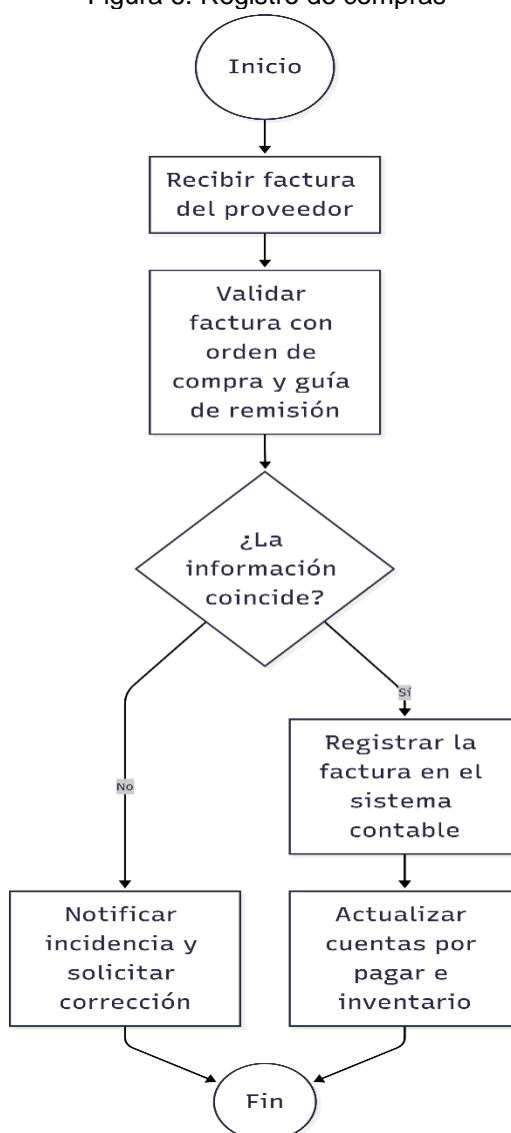 Registro de compras
Inicio
Recibir factura
del proveedor
Validar
factura con
orden de
compra y guía
de remisión
¿La
información
coincide?
Sí
No
Registrar la
factura en el
sistema
contable
Notificar
incidencia y
solicitar
corrección
Actualizar
cuentas por
pagar e
inventario
Fin